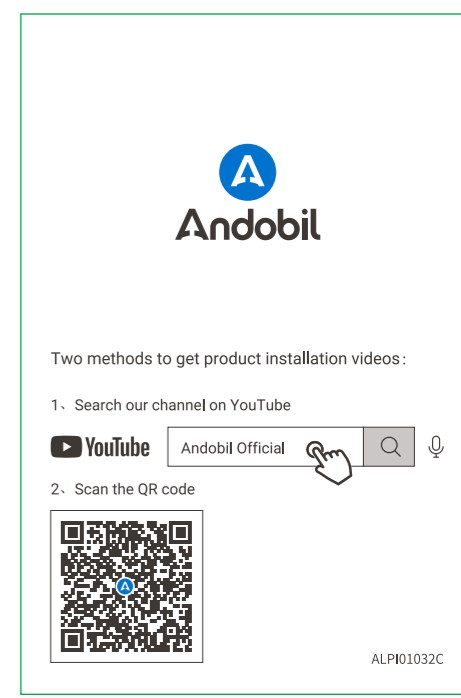 Andobil
Two methods to get product installation videos:
1、Search our channel on YouTube
YouTube Andobil Official
2、Scan the QR code
ALPI01032C